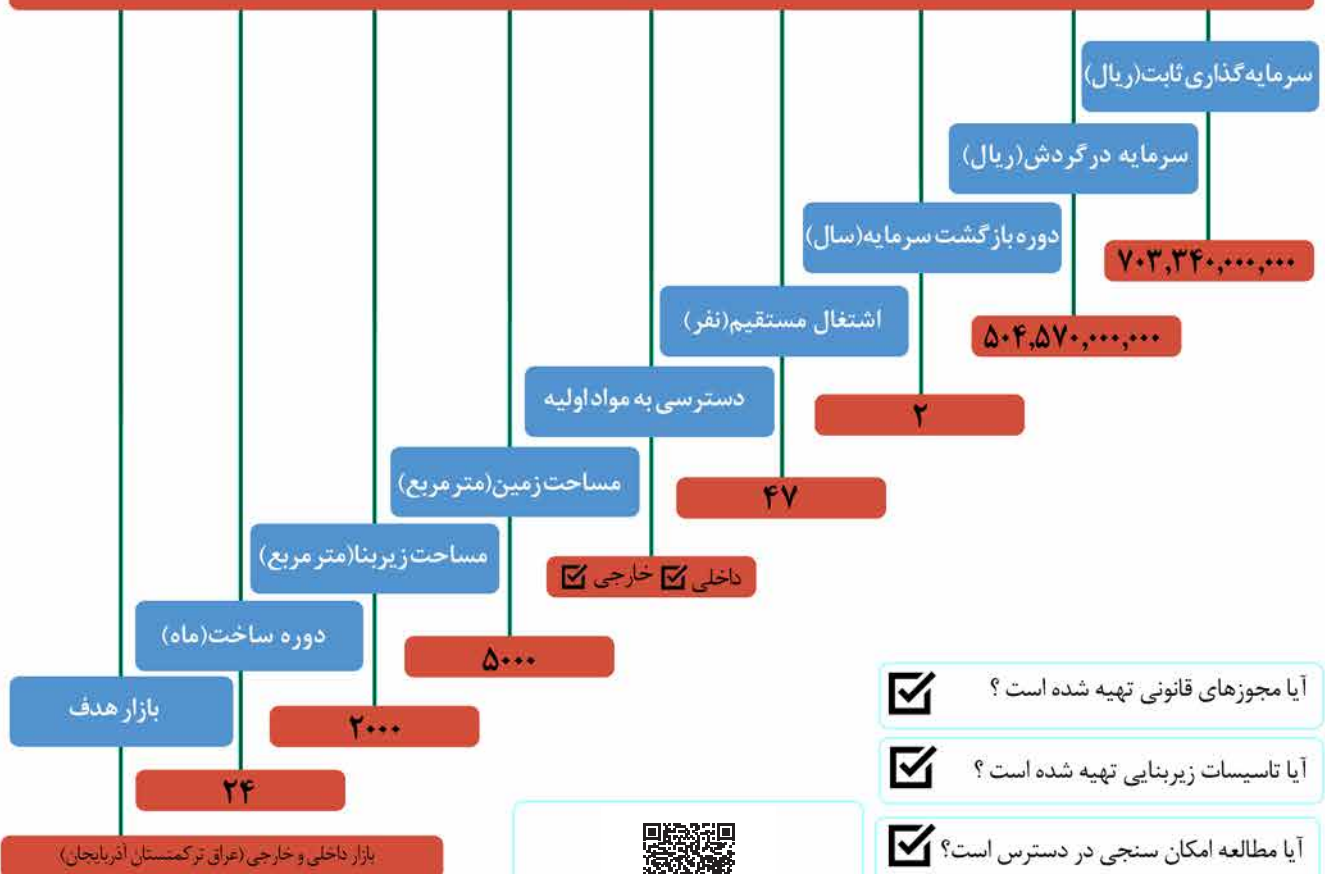 سرمایه‌گذاری ثابت(ریال)
۷۰۳,۳۴۰,۰۰۰,۰۰۰
سرمایه در گردش(ریال)
۵۰۴,۵۷۰,۰۰۰,۰۰۰
دوره بازگشت سرمایه(سال)
۲
اشتغال مستقیم(نفر)
۴۷
دسترسی به مواد اولیه
داخلی ☑ خارجی ☑
مساحت زمین(متر مربع)
۵۰۰۰
مساحت زیربنا(متر مربع)
۲۰۰۰
دوره ساخت(ماه)
۲۴
بازار هدف
بازار داخلی و خارجی (عراق ترکمنستان آذربایجان)
آیا مجوزهای قانونی تهیه شده است ؟ ☑
آیا تاسیسات زیربنایی تهیه شده است ؟ ☑
آیا مطالعه امکان سنجی در دسترس است؟ ☑